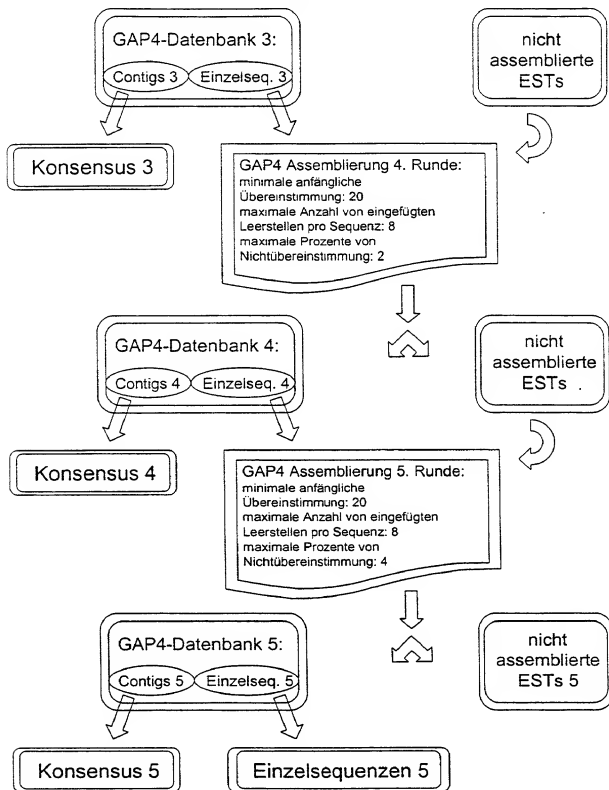 GAP4-Datenbank 3:
Contigs 3
Einzelseq. 3
nicht
assemblierte
ESTs
Konsensus 3
GAP4 Assemblierung 4. Runde:
minimale anfängliche
Übereinstimmung: 20
maximale Anzahl von eingefügten
Leerstellen pro Sequenz: 8
maximale Prozente von
Nichtübereinstimmung: 2
GAP4-Datenbank 4:
Contigs 4
Einzelseq. 4
nicht
assemblierte
ESTs
Konsensus 4
GAP4 Assemblierung 5. Runde:
minimale anfängliche
Übereinstimmung: 20
maximale Anzahl von eingefügten
Leerstellen pro Sequenz: 8
maximale Prozente von
Nichtübereinstimmung: 4
GAP4-Datenbank 5:
Contigs 5
Einzelseq. 5
nicht
assemblierte
ESTs 5
Konsensus 5
Einzelsequenzen 5